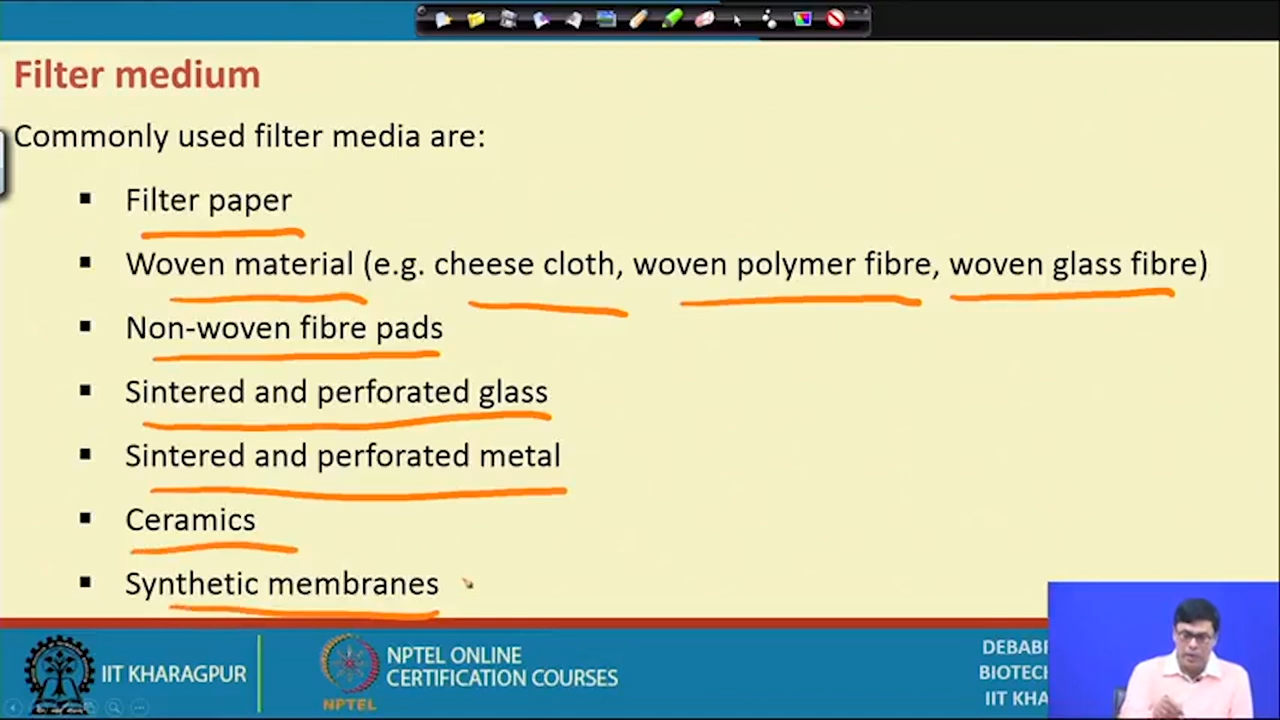 Filter medium
Commonly used filter media are:
▪ Filter paper
▪ Woven material (e.g. cheese cloth, woven polymer fibre, woven glass fibre)
▪ Non-woven fibre pads
▪ Sintered and perforated glass
▪ Sintered and perforated metal
▪ Ceramics
▪ Synthetic membranes
IIT KHARAGPUR
NPTEL
NPTEL ONLINE
CERTIFICATION COURSES
DEBAB
BIOTECH
IIT KHA